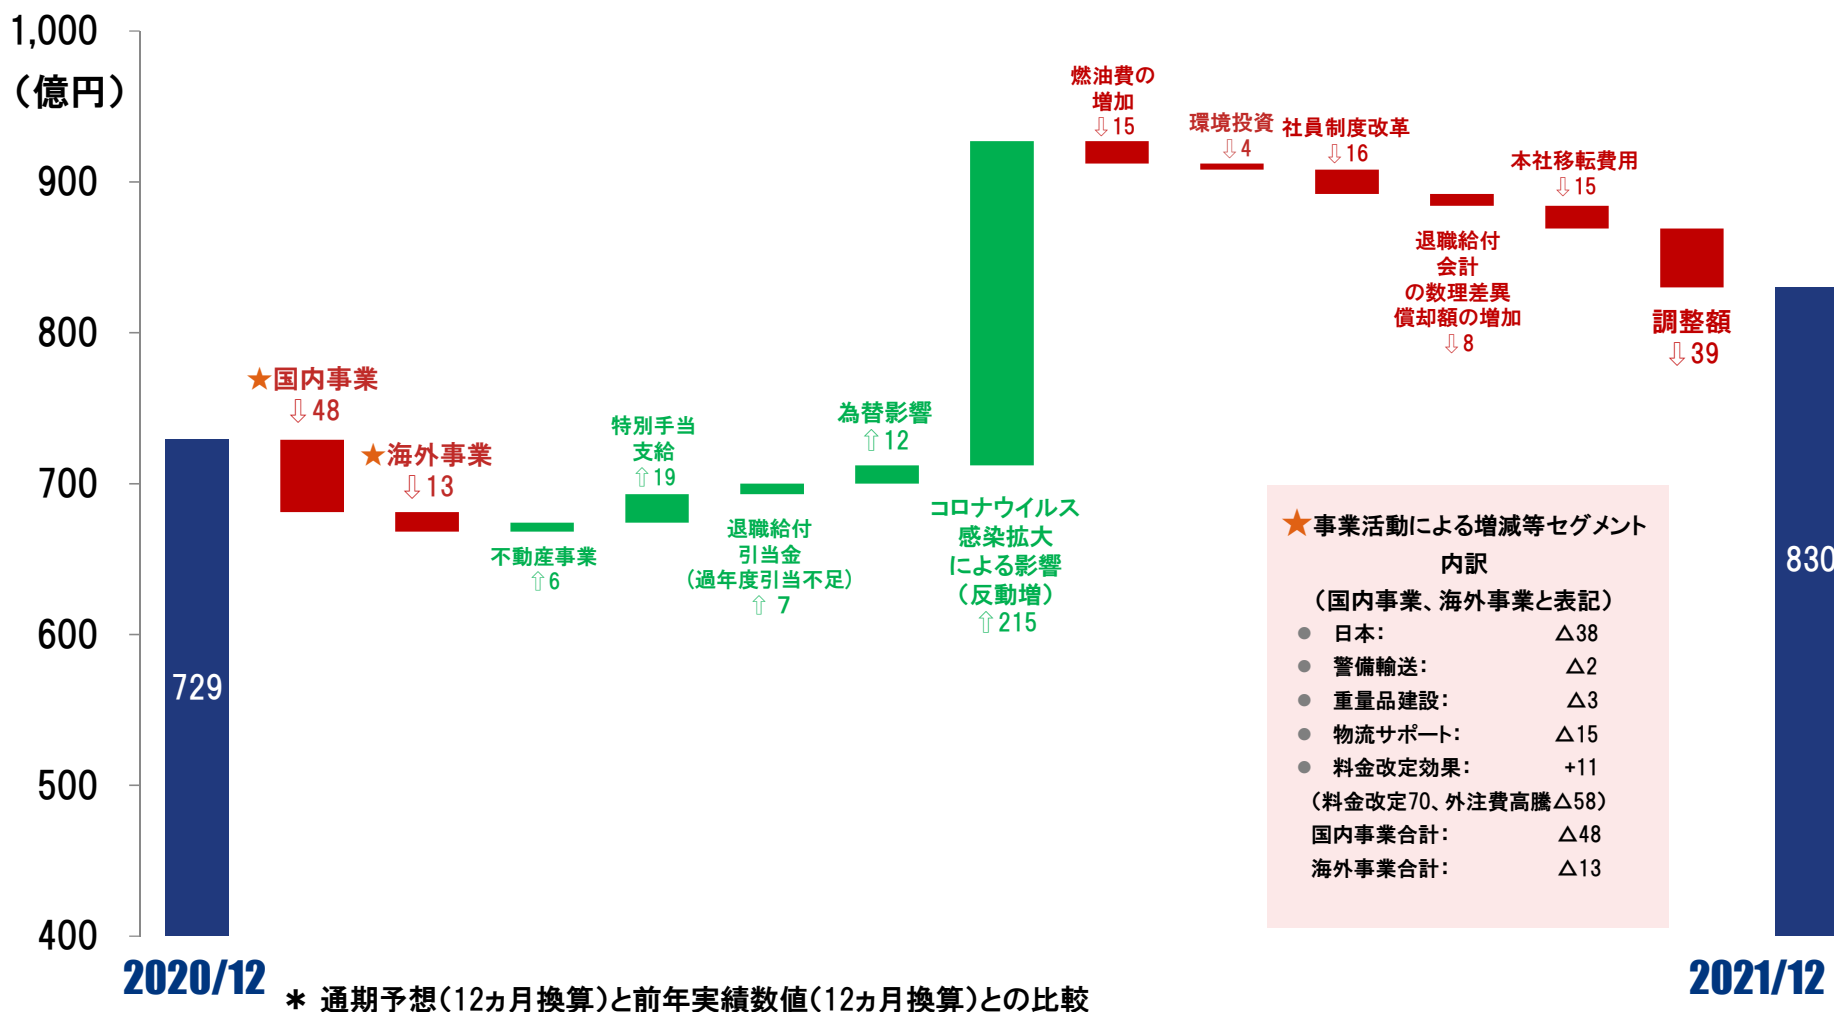 1,000
（億円）
900
800
700
600
500
400
729
2020/12
★国内事業
⇩48
★海外事業
⇩13
不動産事業
⇧6
特別手当
支給
⇧19
退職給付
引当金
(過年度引当不足)
⇧ 7
為替影響
⇧12
コロナウイルス
感染拡大
による影響
（反動増）
⇧215
燃油費の
増加
⇩15
環境投資
⇩4
社員制度改革
⇩16
退職給付
会計
の数理差異
償却額の増加
⇩8
本社移転費用
⇩15
調整額
⇩39
830
2021/12
★事業活動による増減等セグメント
内訳
（国内事業、海外事業と表記）
● 日本： △38
● 警備輸送： △2
● 重量品建設： △3
● 物流サポート： △15
● 料金改定効果： +11
（料金改定70、外注費高騰△58）
国内事業合計： △48
海外事業合計： △13
＊ 通期予想(12ヵ月換算)と前年実績数値(12ヵ月換算)との比較